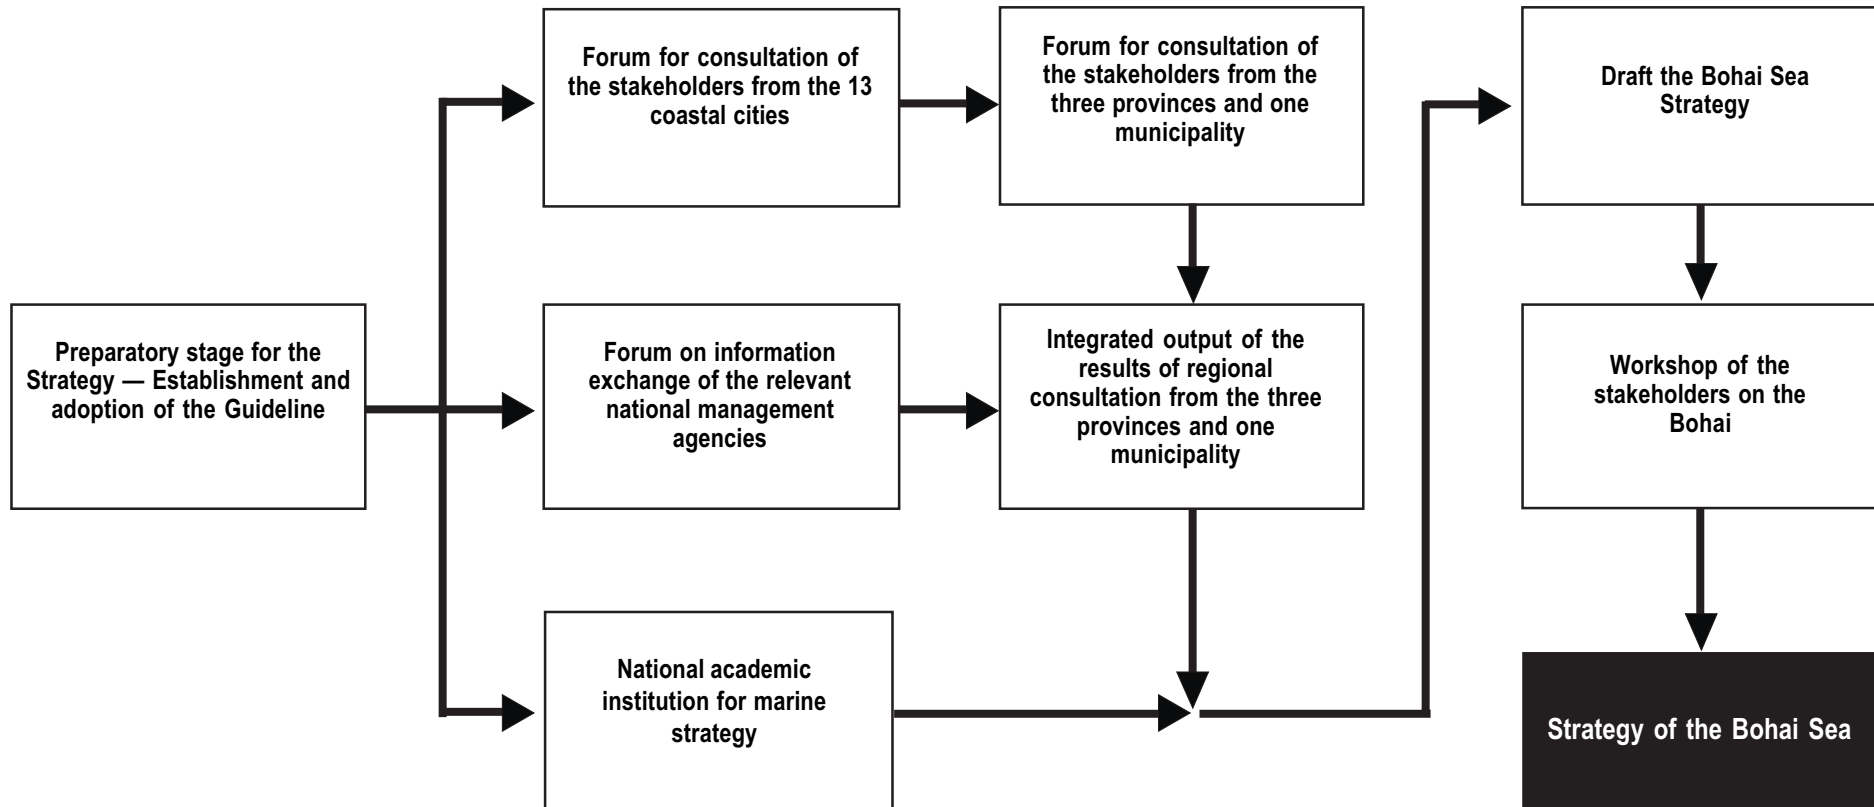 Forum for consultation of
the stakeholders from the 13
coastal cities
Forum for consultation of
the stakeholders from the
three provinces and one
municipality
Draft the Bohai Sea
Strategy
Preparatory stage for the
Strategy — Establishment and
adoption of the Guideline
Forum on information
exchange of the relevant
national management
agencies
Integrated output of the
results of regional
consultation from the three
provinces and one
municipality
Workshop of the
stakeholders on the
Bohai
National academic
institution for marine
strategy
Strategy of the Bohai Sea